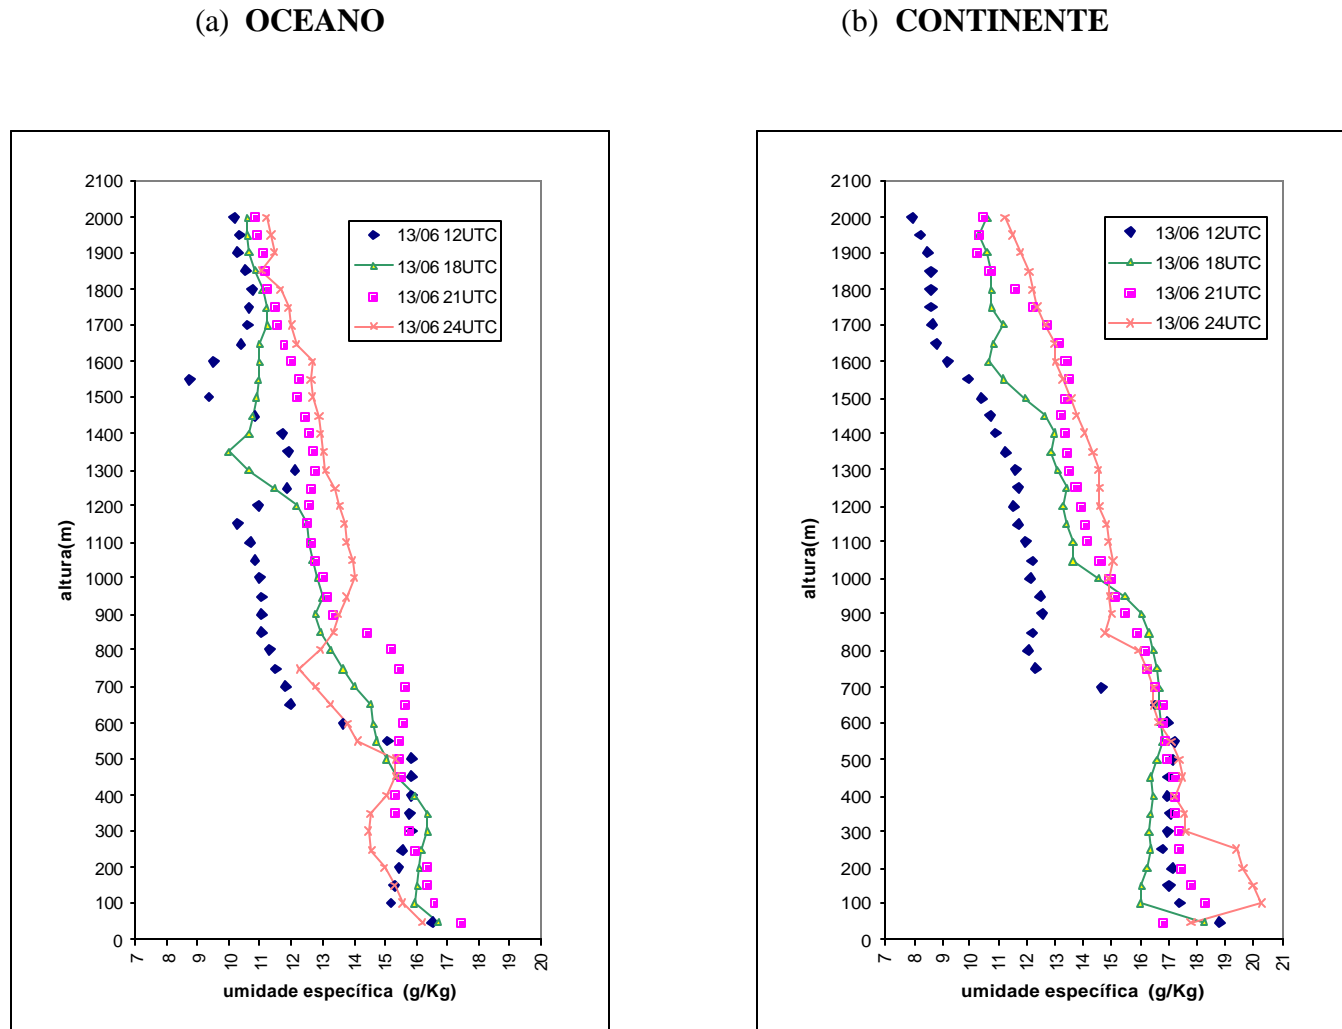 (a) OCEANO
(b) CONTINENTE
2100
2000
1900
1800
1700
1600
1500
1400
1300
1200
1100
1000
900
800
700
600
500
400
300
200
100
0
altura(m)
13/06 12UTC
13/06 18UTC
13/06 21UTC
13/06 24UTC
7 8 9 10 11 12 13 14 15 16 17 18 19 20
umidade específica (g/Kg)
2100
2000
1900
1800
1700
1600
1500
1400
1300
1200
1100
1000
900
800
700
600
500
400
300
200
100
0
altura(m)
13/06 12UTC
13/06 18UTC
13/06 21UTC
13/06 24UTC
7 8 9 10 11 12 13 14 15 16 17 18 19 20 21
umidade específica (g/Kg)